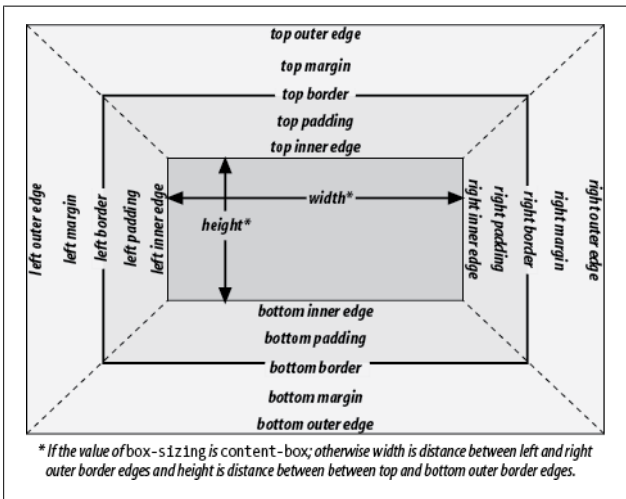 top outer edge
top margin
top border
top padding
top inner edge
left outer edge
left margin
left border
left padding
left inner edge
width*
height*
right inner edge
right padding
right border
right margin
right outer edge
bottom inner edge
bottom padding
bottom border
bottom margin
bottom outer edge
* If the value of box-sizing is content-box; otherwise width is distance between left and right
outer border edges and height is distance between between top and bottom outer border edges.